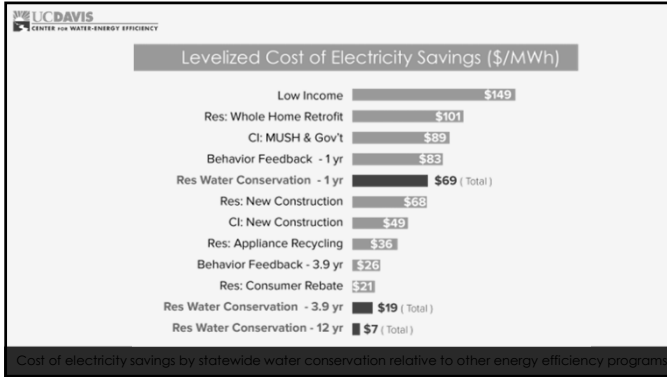 UCDAVIS
CENTER FOR WATER-ENERGY EFFICIENCY
Levelized Cost of Electricity Savings ($/MWh)
Low Income $149
Res: Whole Home Retrofit $101
CI: MUSH & Gov't $89
Behavior Feedback - 1 yr $83
Res Water Conservation - 1 yr $69 ( Total )
Res: New Construction $68
CI: New Construction $49
Res: Appliance Recycling $36
Behavior Feedback - 3.9 yr $26
Res: Consumer Rebate $21
Res Water Conservation - 3.9 yr $19 ( Total )
Res Water Conservation - 12 yr $7 ( Total )
Cost of electricity savings by statewide water conservation relative to other energy efficiency programs